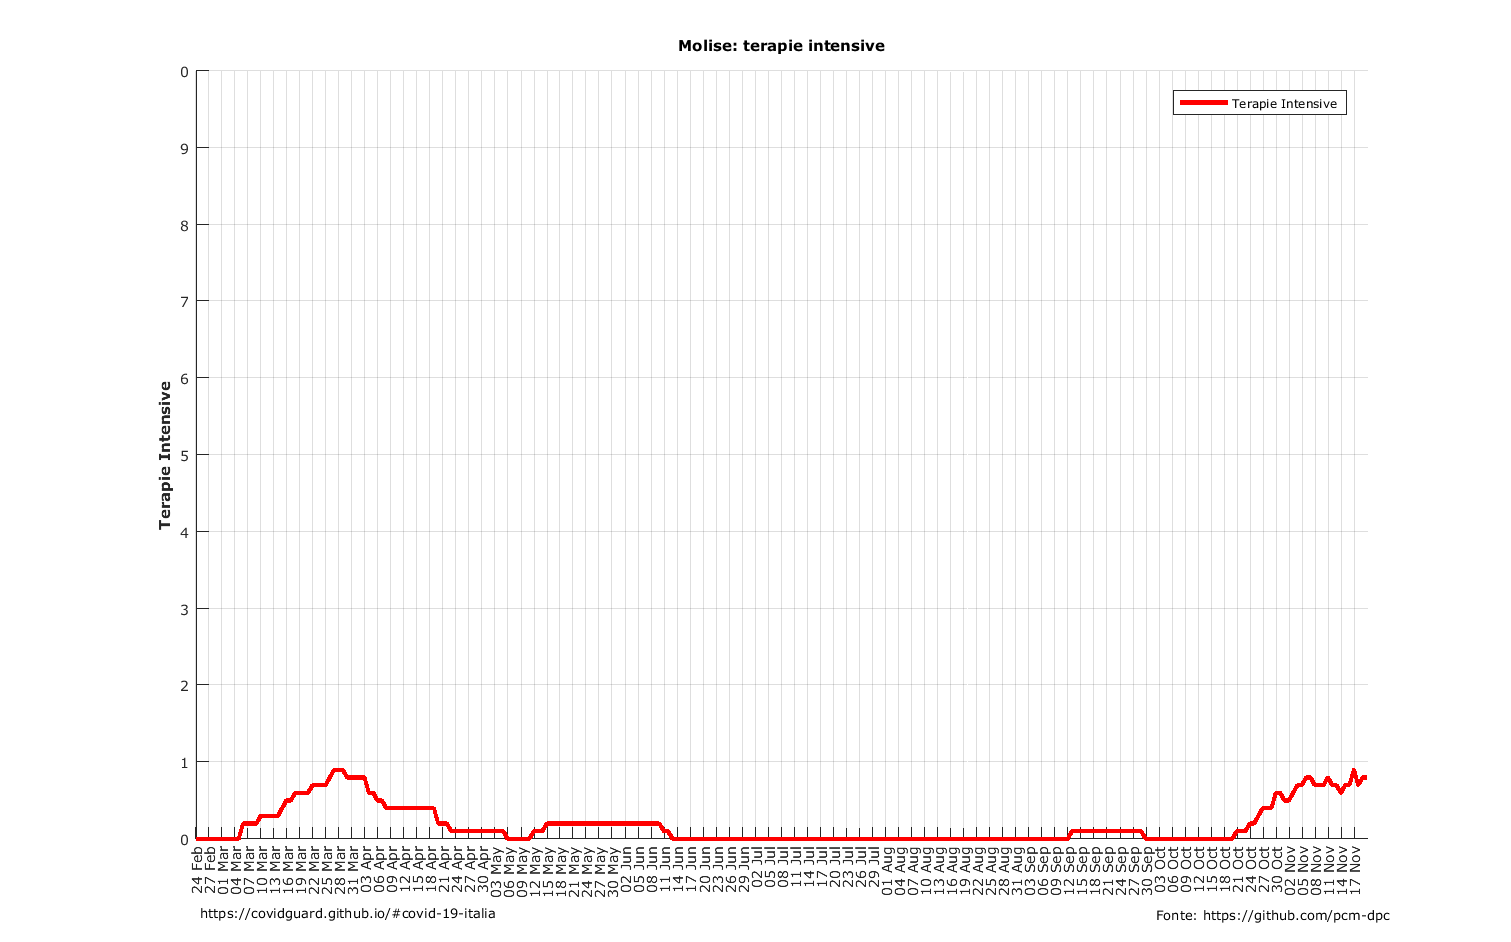 Molise: terapie intensive
Terapie Intensive
0
9
8
7
6
5
4
3
2
1
0
Terapie Intensive
24 Feb
27 Feb
01 Mar
04 Mar
07 Mar
10 Mar
13 Mar
16 Mar
19 Mar
22 Mar
25 Mar
28 Mar
31 Mar
03 Apr
06 Apr
09 Apr
12 Apr
15 Apr
18 Apr
21 Apr
24 Apr
27 Apr
30 Apr
03 May
06 May
09 May
12 May
15 May
18 May
21 May
24 May
27 May
30 May
02 Jun
05 Jun
08 Jun
11 Jun
14 Jun
17 Jun
20 Jun
23 Jun
26 Jun
29 Jun
02 Jul
05 Jul
08 Jul
11 Jul
14 Jul
17 Jul
20 Jul
23 Jul
26 Jul
29 Jul
01 Aug
04 Aug
07 Aug
10 Aug
13 Aug
16 Aug
19 Aug
22 Aug
25 Aug
28 Aug
31 Aug
03 Sep
06 Sep
09 Sep
12 Sep
15 Sep
18 Sep
21 Sep
24 Sep
27 Sep
30 Sep
03 Oct
06 Oct
09 Oct
12 Oct
15 Oct
18 Oct
21 Oct
24 Oct
27 Oct
30 Oct
02 Nov
05 Nov
08 Nov
11 Nov
14 Nov
17 Nov
https://covidguard.github.io/#covid-19-italia
Fonte: https://github.com/pcm-dpc